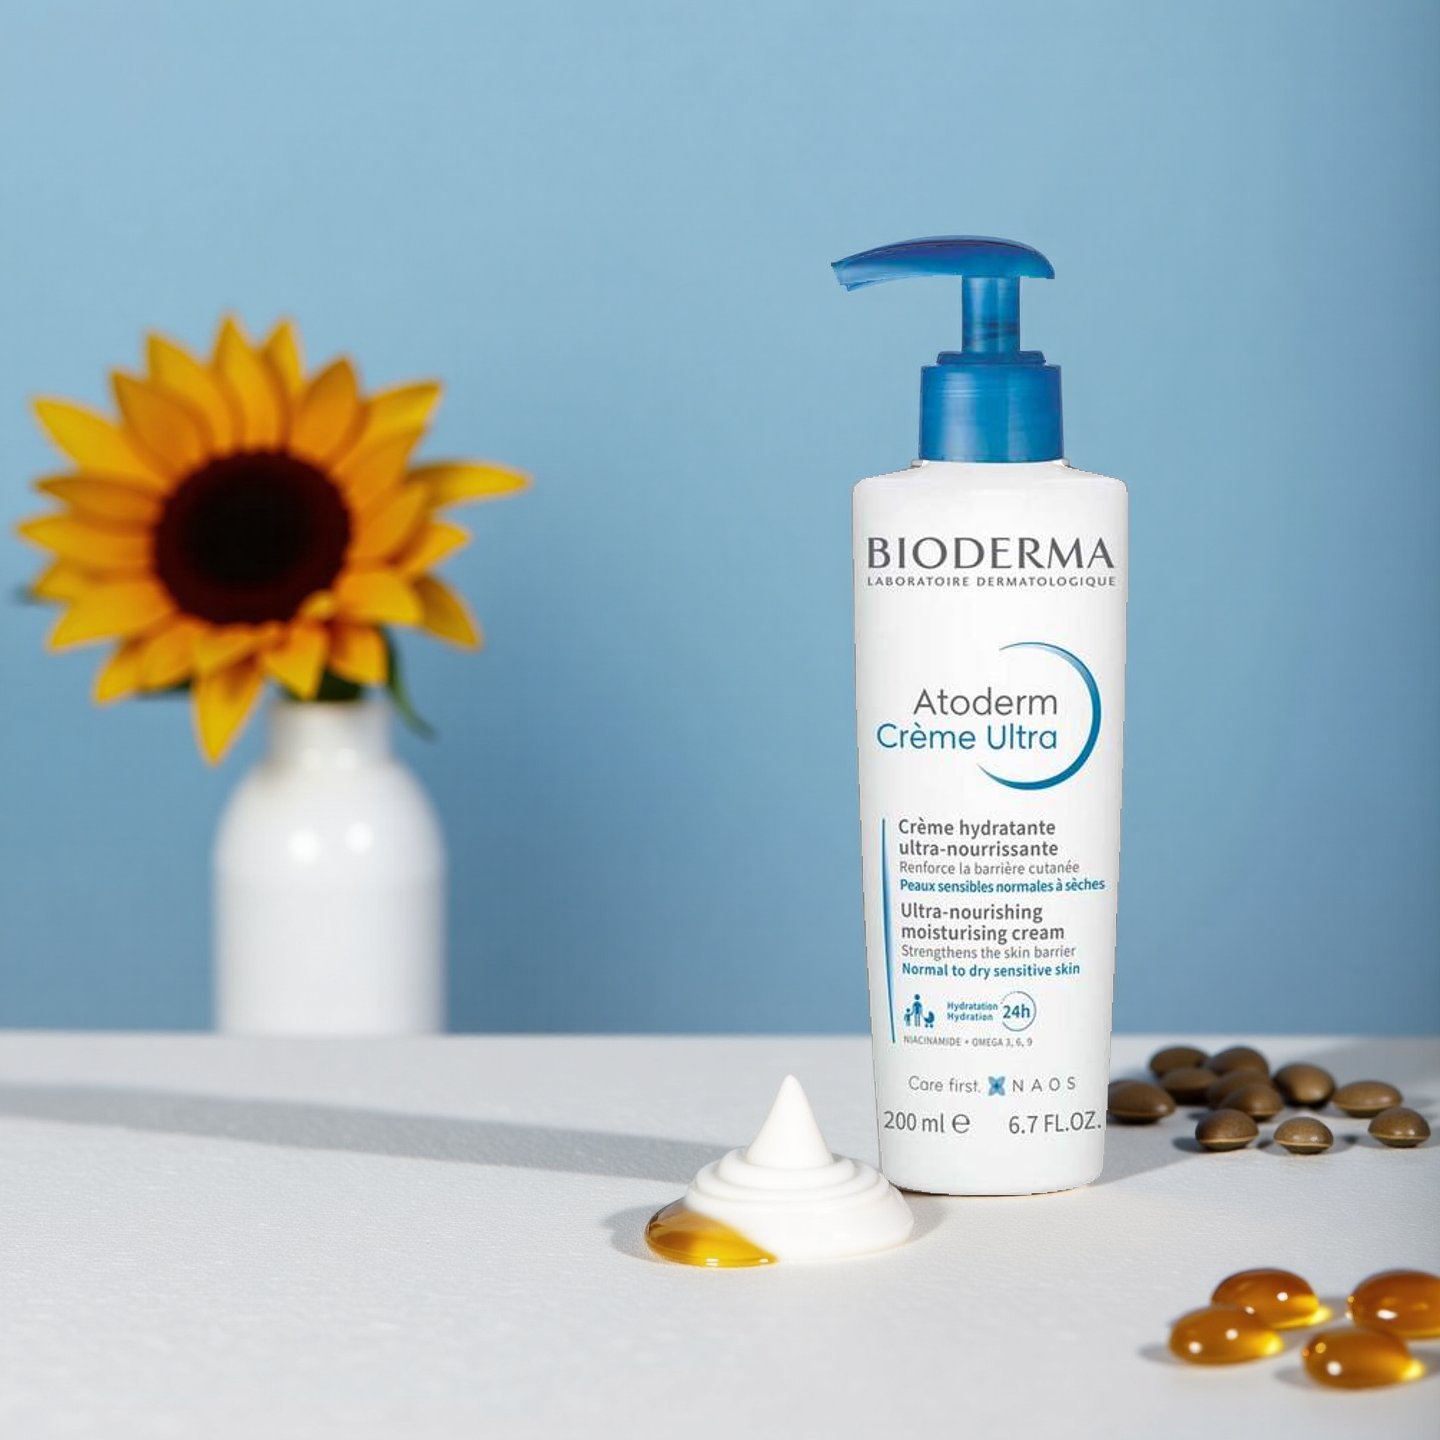 BIODERMA
LABORATOIRE DERMATOLOGIQUE
Atoderm
Crème Ultra
Crème hydratante
ultra-nourrissante
Renforce la barrière cutanée
Peaux sensibles normales à sèches
Ultra-nourishing
moisturising cream
Strengthens the skin barrier
Normal to dry sensitive skin
Hydratation
Hydration
24h
NIACINAMIDE • OMEGA 3, 6, 9
Care first. NAOS
200 ml ℮ 6.7 FL.OZ.